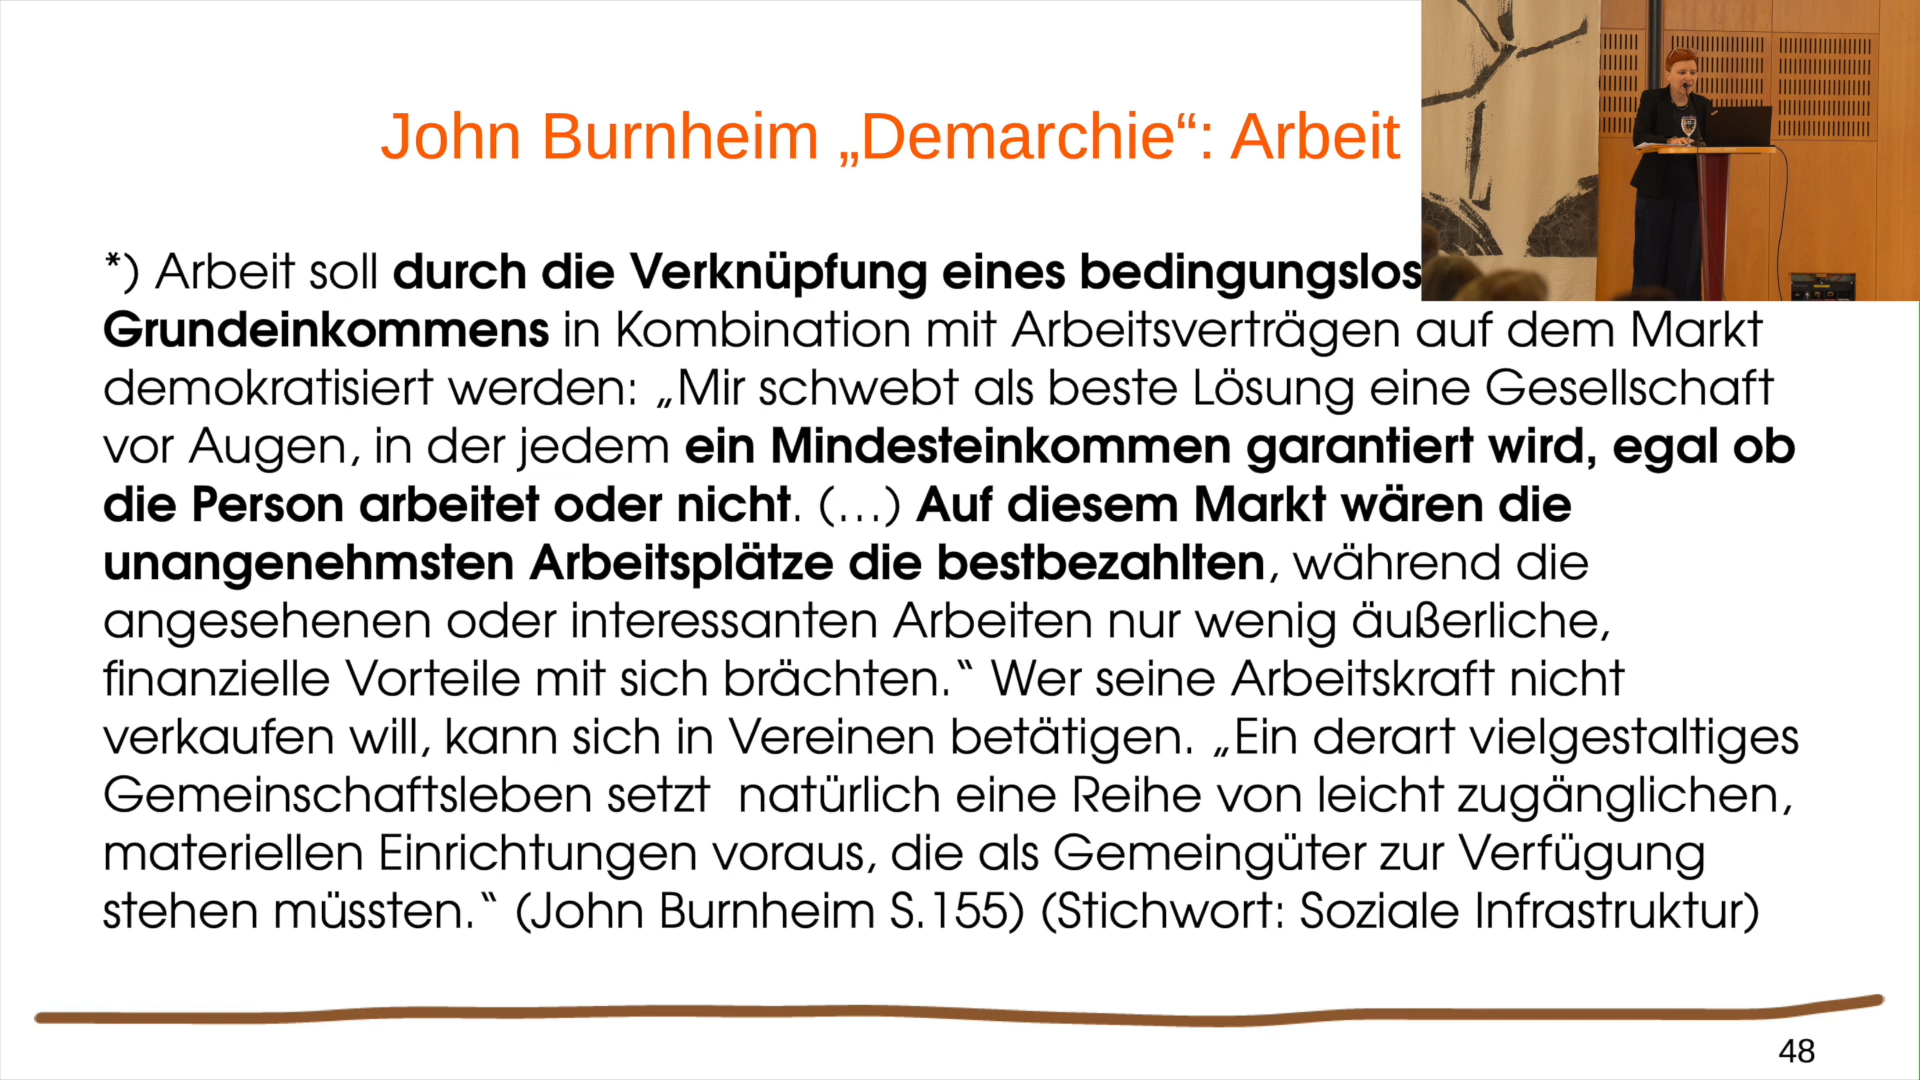 John Burnheim „Demarchie“: Arbeit
*) Arbeit soll durch die Verknüpfung eines bedingungslos
Grundeinkommens in Kombination mit Arbeitsverträgen auf dem Markt
demokratisiert werden: „Mir schwebt als beste Lösung eine Gesellschaft
vor Augen, in der jedem ein Mindesteinkommen garantiert wird, egal ob
die Person arbeitet oder nicht. (…) Auf diesem Markt wären die
unangenehmsten Arbeitsplätze die bestbezahlten, während die
angesehenen oder interessanten Arbeiten nur wenig äußerliche,
finanzielle Vorteile mit sich brächten.“ Wer seine Arbeitskraft nicht
verkaufen will, kann sich in Vereinen betätigen. „Ein derart vielgestaltiges
Gemeinschaftsleben setzt  natürlich eine Reihe von leicht zugänglichen,
materiellen Einrichtungen voraus, die als Gemeingüter zur Verfügung
stehen müssten.“ (John Burnheim S.155) (Stichwort: Soziale Infrastruktur)
48